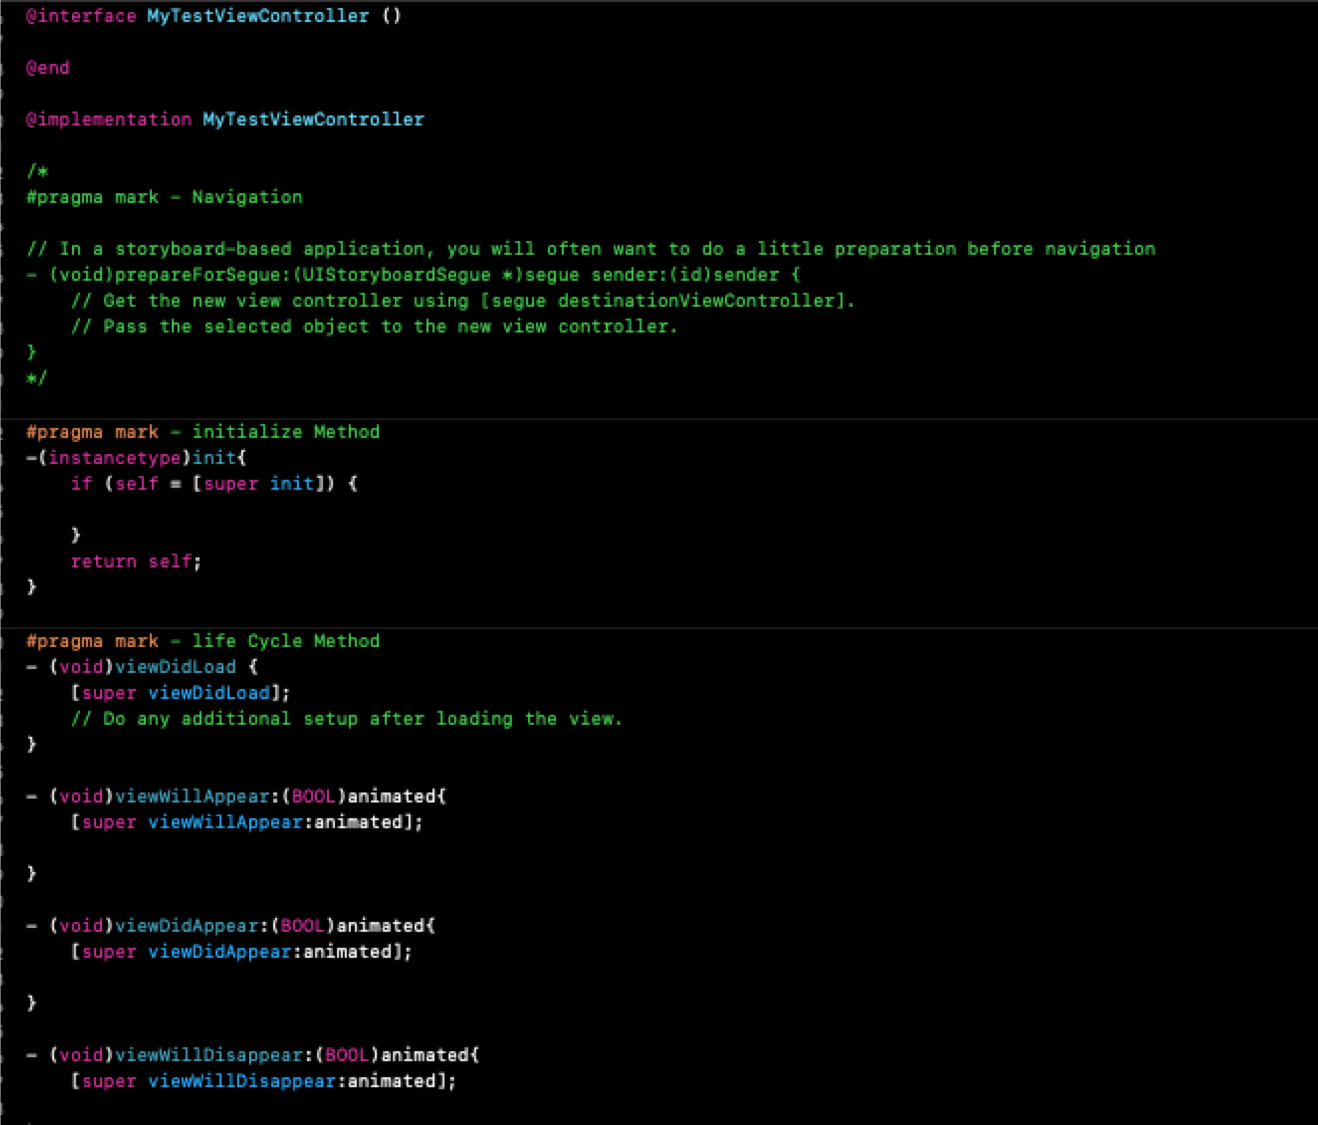 @interface MyTestViewController ()
@end
@implementation MyTestViewController
/*
#pragma mark - Navigation
// In a storyboard-based application, you will often want to do a little preparation before navigation
- (void)prepareForSegue:(UIStoryboardSegue *)segue sender:(id)sender {
    // Get the new view controller using [segue destinationViewController].
    // Pass the selected object to the new view controller.
}
*/
#pragma mark - initialize Method
-(instancetype)init{
    if (self = [super init]) {
    }
    return self;
}
#pragma mark - life Cycle Method
- (void)viewDidLoad {
    [super viewDidLoad];
    // Do any additional setup after loading the view.
}
- (void)viewWillAppear:(BOOL)animated{
    [super viewWillAppear:animated];
}
- (void)viewDidAppear:(BOOL)animated{
    [super viewDidAppear:animated];
}
- (void)viewWillDisappear:(BOOL)animated{
    [super viewWillDisappear:animated];